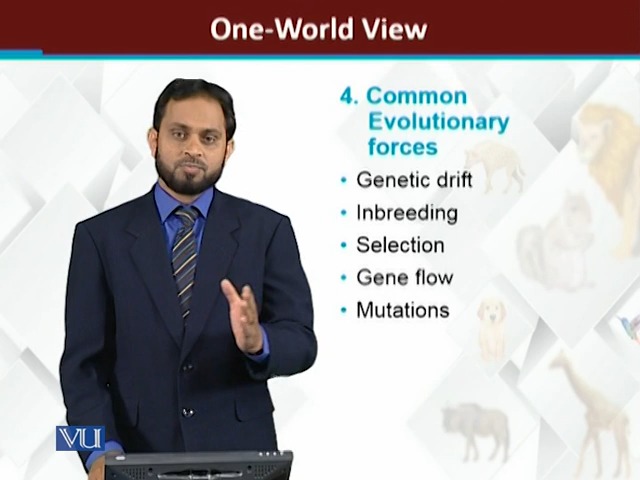 One-World View
4. Common
Evolutionary
forces
• Genetic drift
• Inbreeding
• Selection
• Gene flow
• Mutations
VU